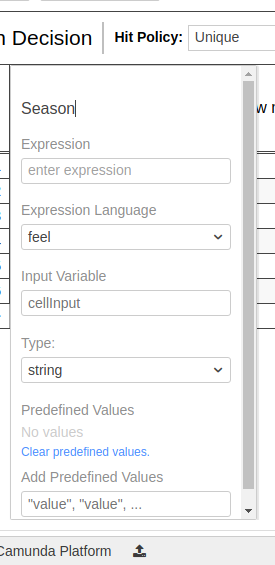 n Decision
Hit Policy:
Unique
w
Season
Expression
enter expression
Expression Language
feel
Input Variable
cellInput
Type:
string
Predefined Values
No values
Clear predefined values.
Add Predefined Values
"value", "value", ...
Camunda Platform